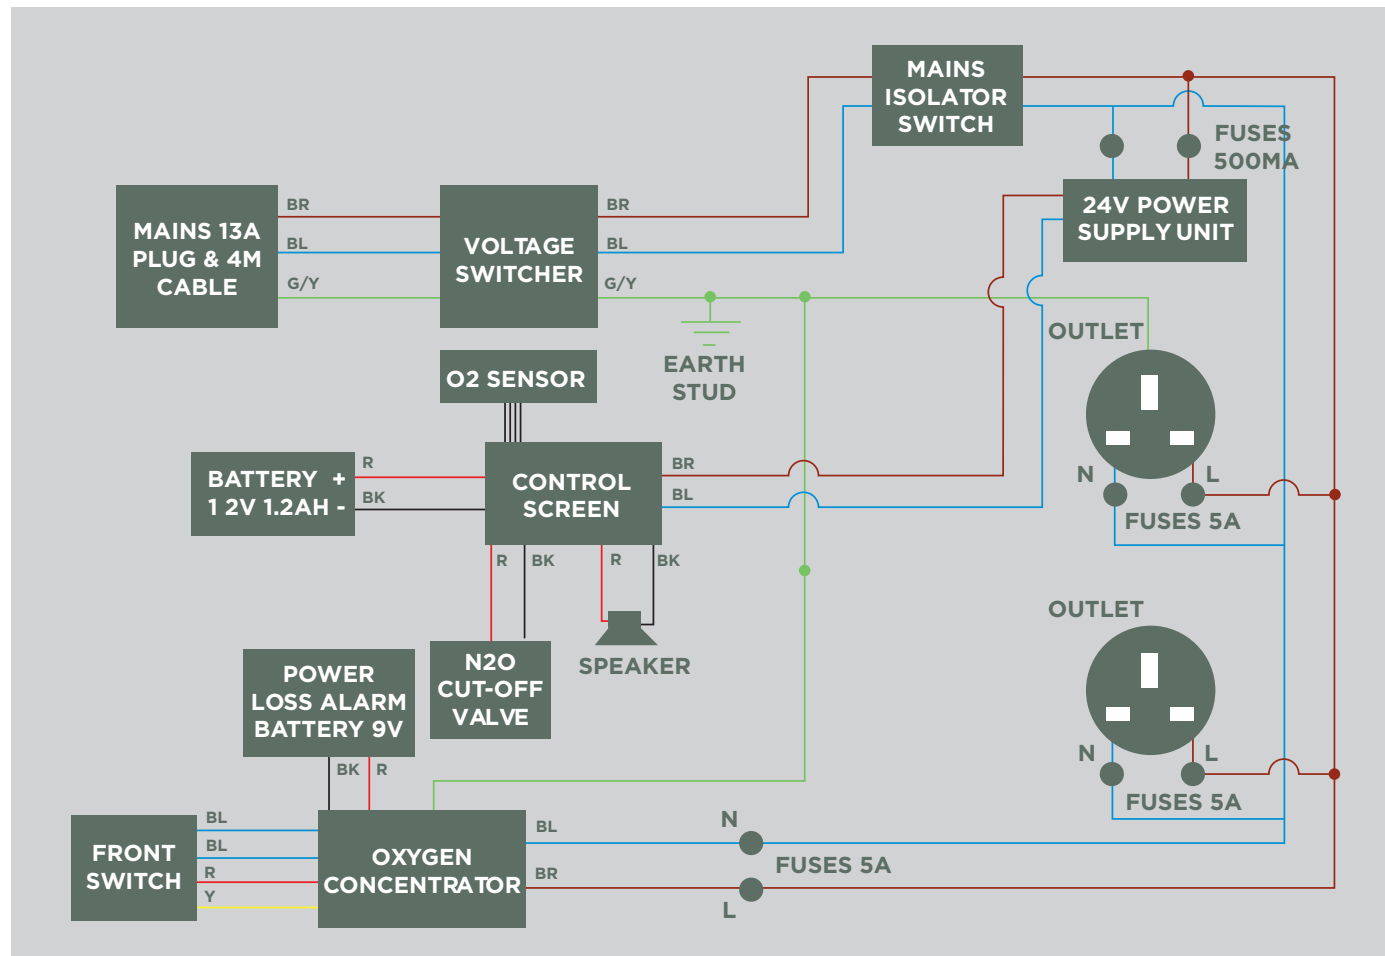 MAINS
ISOLATOR
SWITCH
FUSES
500MA
24V POWER
SUPPLY UNIT
MAINS 13A
PLUG & 4M
CABLE
BR
BL
G/Y
VOLTAGE
SWITCHER
BR
BL
G/Y
EARTH
STUD
OUTLET
N
L
FUSES 5A
O2 SENSOR
BATTERY +
1 2V 1.2AH -
R
BK
CONTROL
SCREEN
BR
BL
R
BK
R
BK
N2O
CUT-OFF
VALVE
SPEAKER
OUTLET
N
L
FUSES 5A
POWER
LOSS ALARM
BATTERY 9V
BK
R
FRONT
SWITCH
BL
BL
R
Y
OXYGEN
CONCENTRATOR
BL
BR
N
FUSES 5A
L